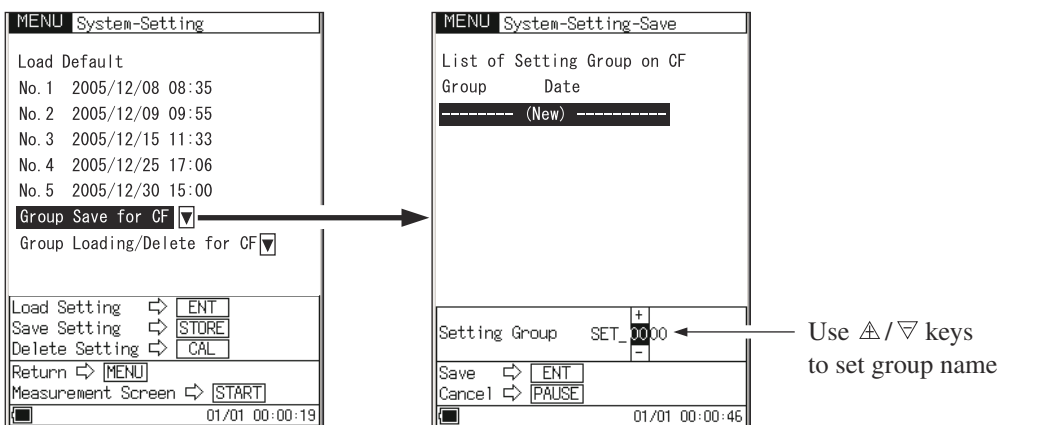 MENU System-Setting
Load Default
No. 1 2005/12/08 08:35
No. 2 2005/12/09 09:55
No. 3 2005/12/15 11:33
No. 4 2005/12/25 17:06
No. 5 2005/12/30 15:00
Group Save for CF ▼
Group Loading/Delete for CF ▼
Load Setting ⇨ ENT
Save Setting ⇨ STORE
Delete Setting ⇨ CAL
Return ⇨ MENU
Measurement Screen ⇨ START
01/01 00:00:19
MENU System-Setting-Save
List of Setting Group on CF
Group Date
-------- (New) ----------
+
Setting Group SET_0000
−
Save ⇨ ENT
Cancel ⇨ PAUSE
01/01 00:00:46
Use △/▽ keys
to set group name